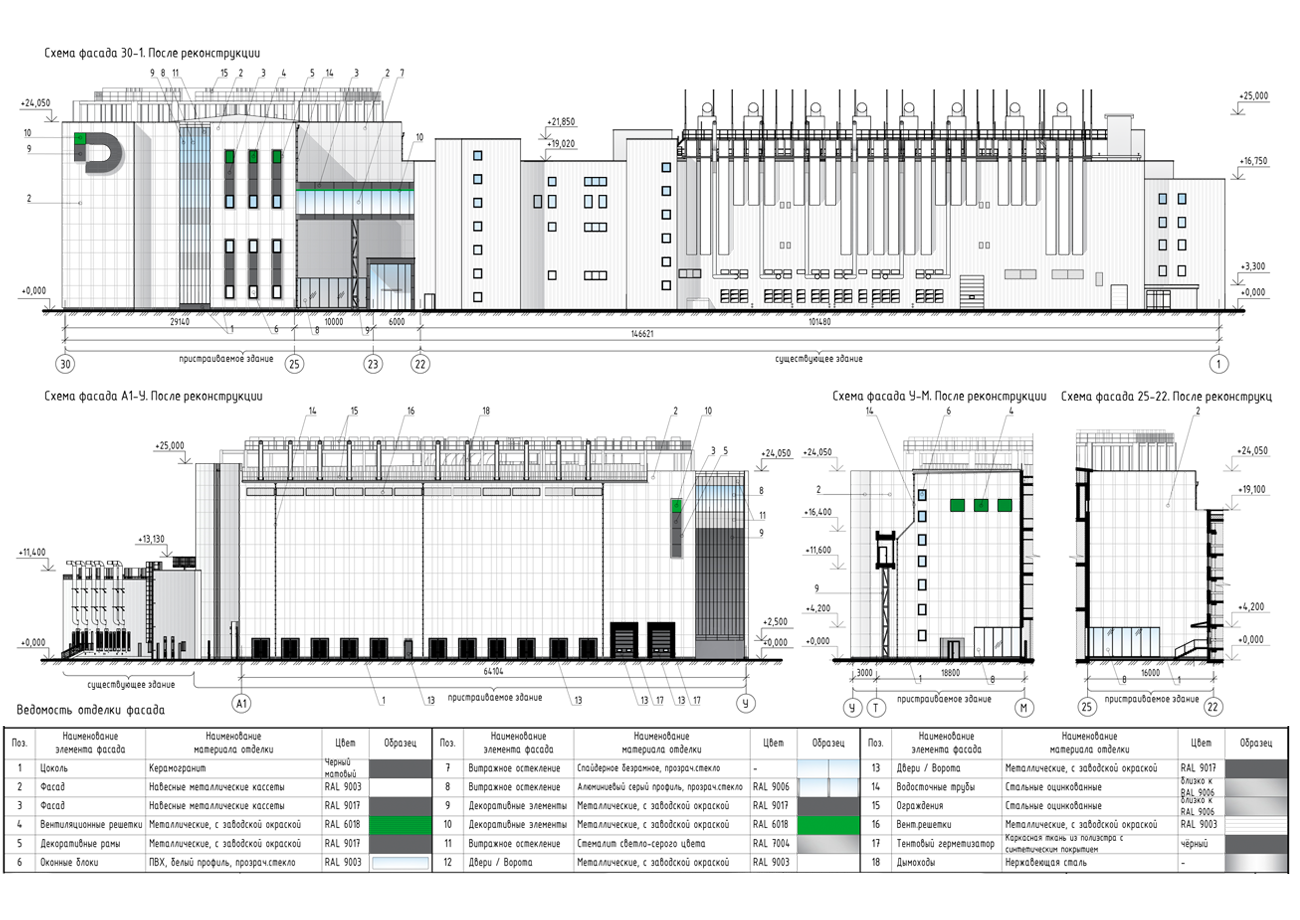 Схема фасада 30-1. После реконструкции
9 8 11 15 2 3 4 5 14 3 2 7
+24,050
10
9
2
+0,000
10
+21,850
+19,020
+25,000
+16,750
+3,300
+0,000
1 6 8 9
29140 10000 6000 101480
146621
пристраиваемое здание существующее здание
30 25 23 22 1
Схема фасада А1-У. После реконструкции
14 15 16 18 2 10
+25,000
3 5
+24,050
8
11
9
+13,130
+11,400
+0,000
+2,500
+0,000
64104
существующее здание пристраиваемое здание
1 13 13 13 17 13 17
А1 У
Схема фасада У-М. После реконструкции
14 6 4
+24,050
2
+16,400
+11,600
9
+4,200
+0,000
3000 18800
1 8
пристраиваемое здание
У Т М
Схема фасада 25-22. После реконструкц
2
+24,050
+19,100
+4,200
+0,000
16000
8 1
пристраиваемое здание
25 22
Ведомость отделки фасада
Поз. Наименование элемента фасада Наименование материала отделки Цвет Образец
1 Цоколь Керамогранит Черный матовый
2 Фасад Навесные металлические кассеты RAL 9003
3 Фасад Навесные металлические кассеты RAL 9017
4 Вентиляционные решетки Металлические, с заводской окраской RAL 6018
5 Декоративные рамы Металлические, с заводской окраской RAL 9017
6 Оконные блоки ПВХ, белый профиль, прозрач.стекло RAL 9003
Поз. Наименование элемента фасада Наименование материала отделки Цвет Образец
7 Витражное остекление Спайдерное безрамное, прозрач.стекло -
8 Витражное остекление Алюминиевый серый профиль, прозрач.стекло RAL 9006
9 Декоративные элементы Металлические, с заводской окраской RAL 9017
10 Декоративные элементы Металлические, с заводской окраской RAL 6018
11 Витражное остекление Стемалит светло-серого цвета RAL 7004
12 Двери / Ворота Металлические, с заводской окраской RAL 9003
Поз. Наименование элемента фасада Наименование материала отделки Цвет Образец
13 Двери / Ворота Металлические, с заводской окраской RAL 9017
14 Водосточные трубы Стальные оцинкованные близко к RAL 9006
15 Ограждения Стальные оцинкованные близко к RAL 9006
16 Вент.решетки Металлические, с заводской окраской RAL 9003
17 Тентовый герметизатор Каркасная ткань из полиэстра с синтетическим покрытием чёрный
18 Дымоходы Нержавеющая сталь -